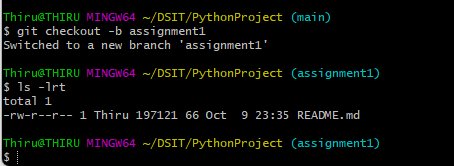 Thiru@THIRU MINGW64 ~/DSIT/PythonProject (main)
$ git checkout -b assignment1
Switched to a new branch 'assignment1'
Thiru@THIRU MINGW64 ~/DSIT/PythonProject (assignment1)
$ ls -lrt
total 1
-rw-r--r-- 1 Thiru 197121 66 Oct  9 23:35 README.md
Thiru@THIRU MINGW64 ~/DSIT/PythonProject (assignment1)
$